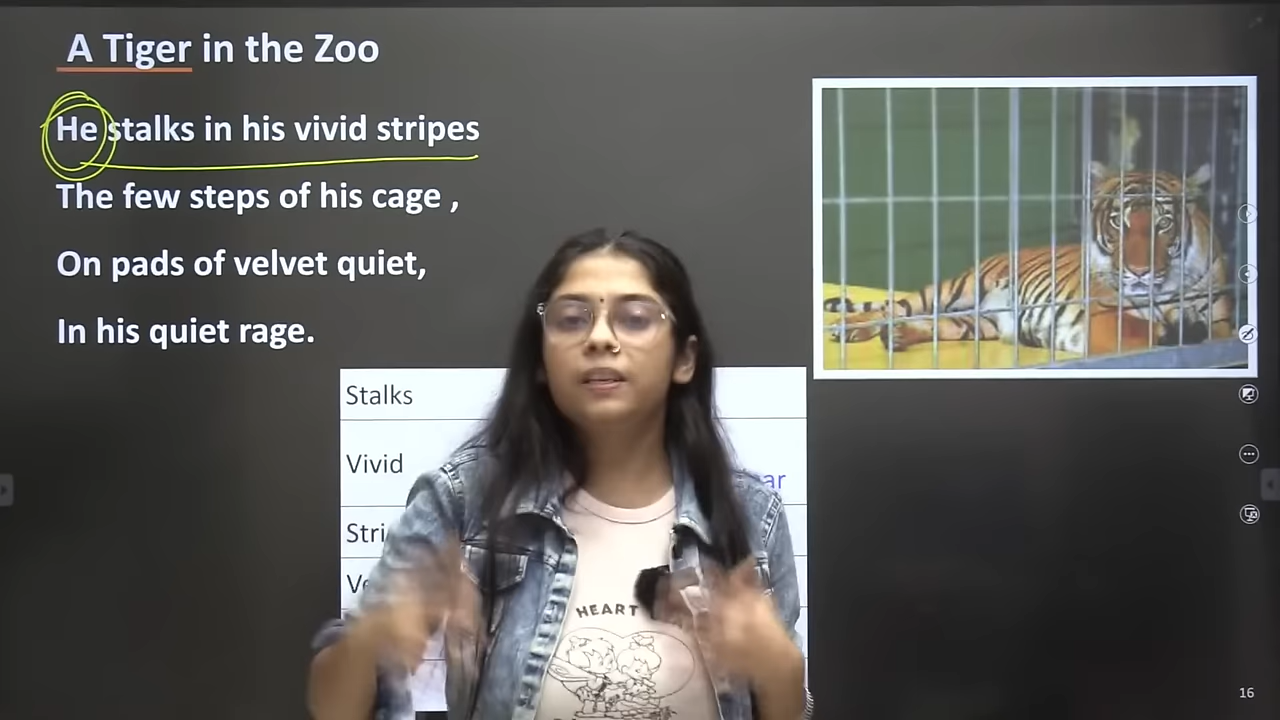 A Tiger in the Zoo
He stalks in his vivid stripes
The few steps of his cage ,
On pads of velvet quiet,
In his quiet rage.
Stalks
Vivid
HEART
16